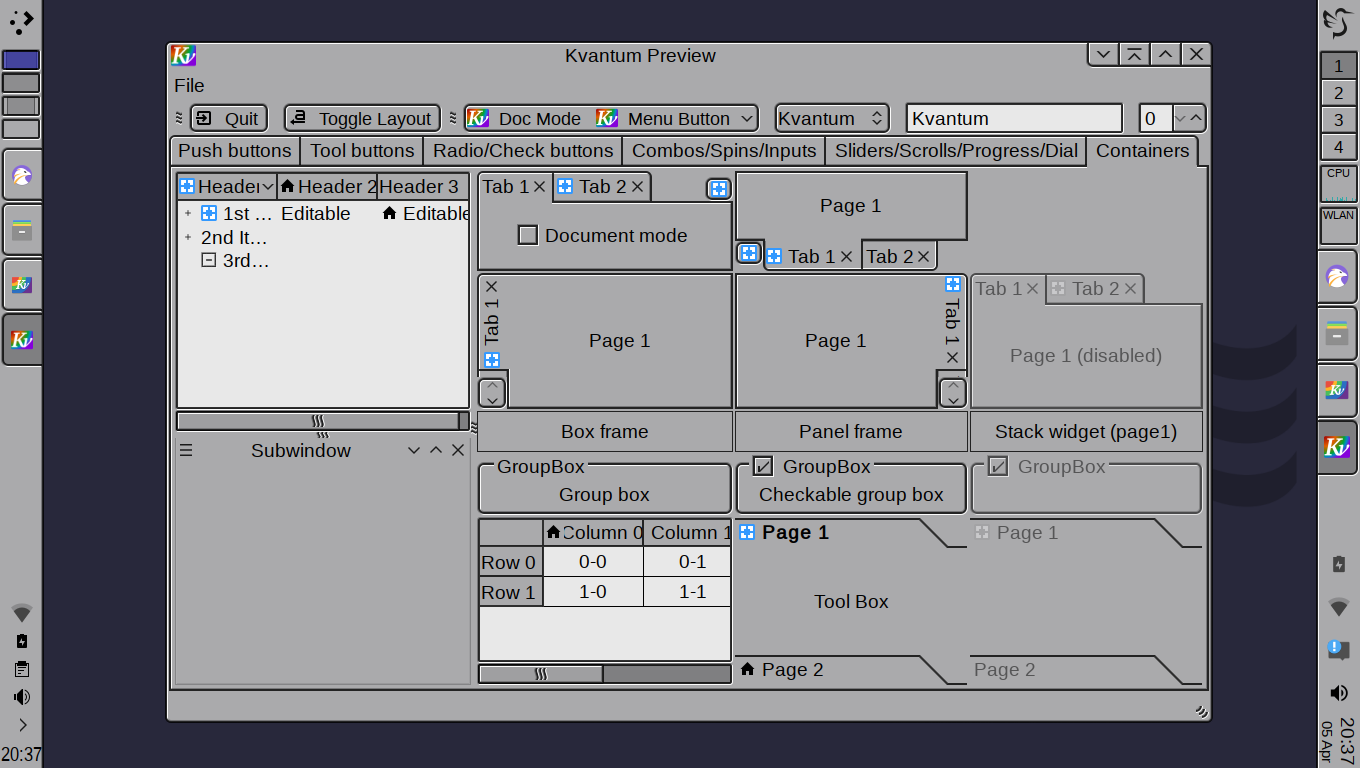 Kvantum Preview
File
Quit
Toggle Layout
Doc Mode
Menu Button
Kvantum
Kvantum
0
Push buttons
Tool buttons
Radio/Check buttons
Combos/Spins/Inputs
Sliders/Scrolls/Progress/Dial
Containers
Header
Header 2
Header 3
1st …
Editable
Editable
2nd It…
3rd…
Subwindow
Tab 1
Tab 2
Document mode
Page 1
Tab 1
Tab 2
Tab 1
Page 1
Page 1
Tab 1
Tab 1
Tab 2
Page 1 (disabled)
Box frame
Panel frame
Stack widget (page1)
GroupBox
Group box
GroupBox
Checkable group box
GroupBox
Column 0
Column 1
Row 0
0-0
0-1
Row 1
1-0
1-1
Page 1
Tool Box
Page 2
Page 1
Page 2
20:37
1
2
3
4
CPU
WLAN
20:37
05 Apr